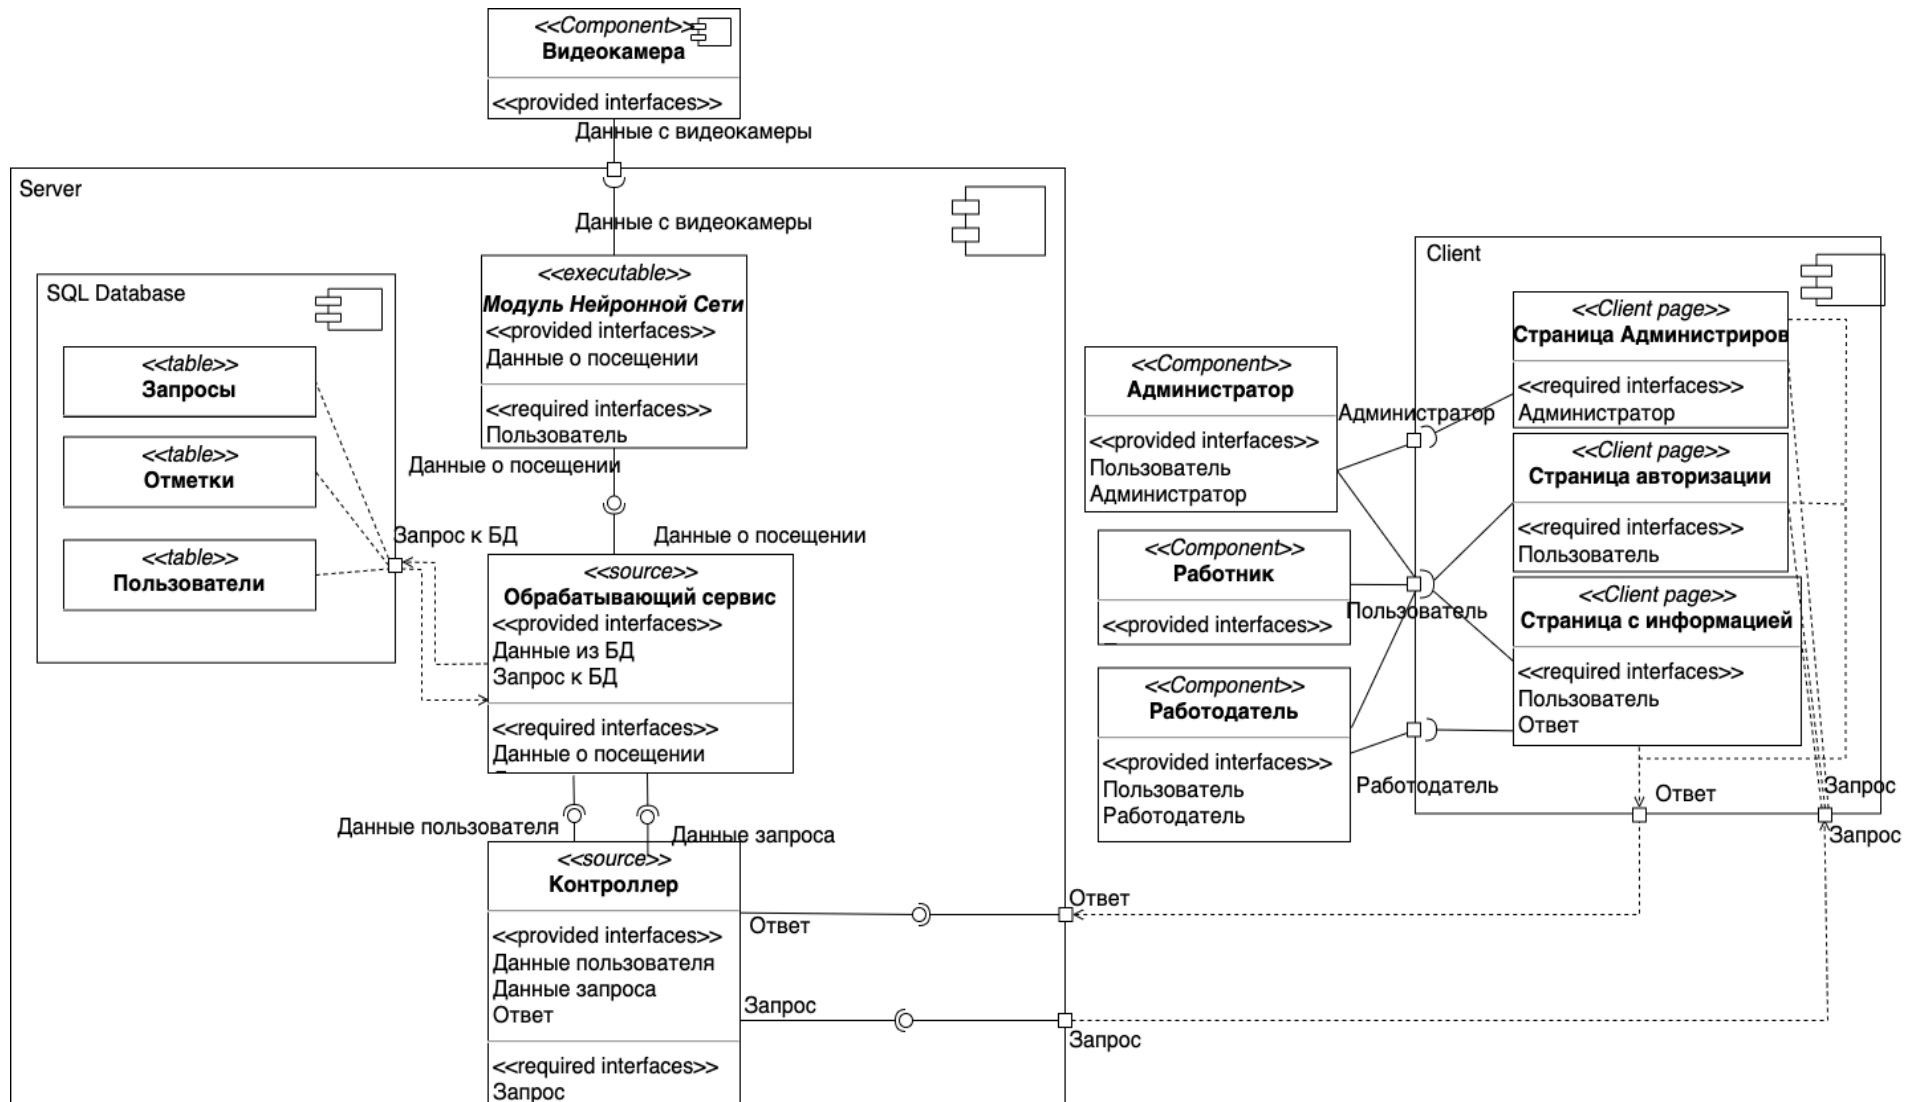 <<Component>>
Видеокамера
<<provided interfaces>>
Данные с видеокамеры
Server
Данные с видеокамеры
<<executable>>
Модуль Нейронной Сети
<<provided interfaces>>
Данные о посещении
<<required interfaces>>
Пользователь
Данные о посещении
SQL Database
<<table>>
Запросы
<<table>>
Отметки
<<table>>
Пользователи
Запрос к БД
Данные о посещении
<<source>>
Обрабатывающий сервис
<<provided interfaces>>
Данные из БД
Запрос к БД
<<required interfaces>>
Данные о посещении
Данные пользователя
Данные запроса
<<source>>
Контроллер
<<provided interfaces>>
Данные пользователя
Данные запроса
Ответ
<<required interfaces>>
Запрос
Ответ
Запрос
Ответ
Запрос
<<Component>>
Администратор
<<provided interfaces>>
Пользователь
Администратор
<<Component>>
Работник
<<provided interfaces>>
<<Component>>
Работодатель
<<provided interfaces>>
Пользователь
Работодатель
Администратор
Пользователь
Работодатель
Client
<<Client page>>
Страница Администриров
<<required interfaces>>
Администратор
<<Client page>>
Страница авторизации
<<required interfaces>>
Пользователь
<<Client page>>
Страница с информацией
<<required interfaces>>
Пользователь
Ответ
Ответ
Запрос
Запрос